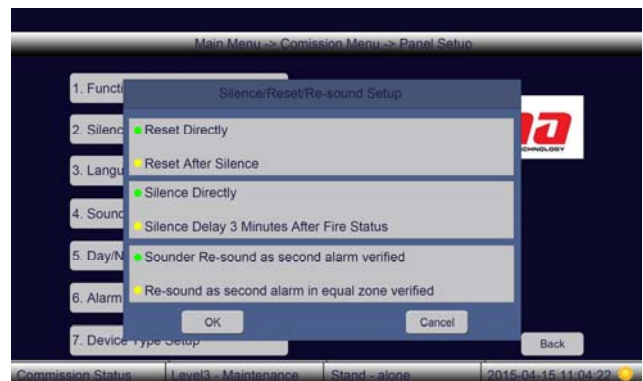 Main Menu -> Comission Menu -> Panel Setup
1. Functi
Silence/Reset/Re-sound Setup
2. Silenc
Reset Directly
Reset After Silence
TECHNOLOGY
3. Langu
Silence Directly
4. Sound
Silence Delay 3 Minutes After Fire Status
5. Day/N
Sounder Re-sound as second alarm verified
6. Alarm
Re-sound as second alarm in equal zone verified
OK
Cancel
7. Device Type Setup
Back
Commission Status
Level3 - Maintenance
Stand - alone
2015-04-15 11:04:22